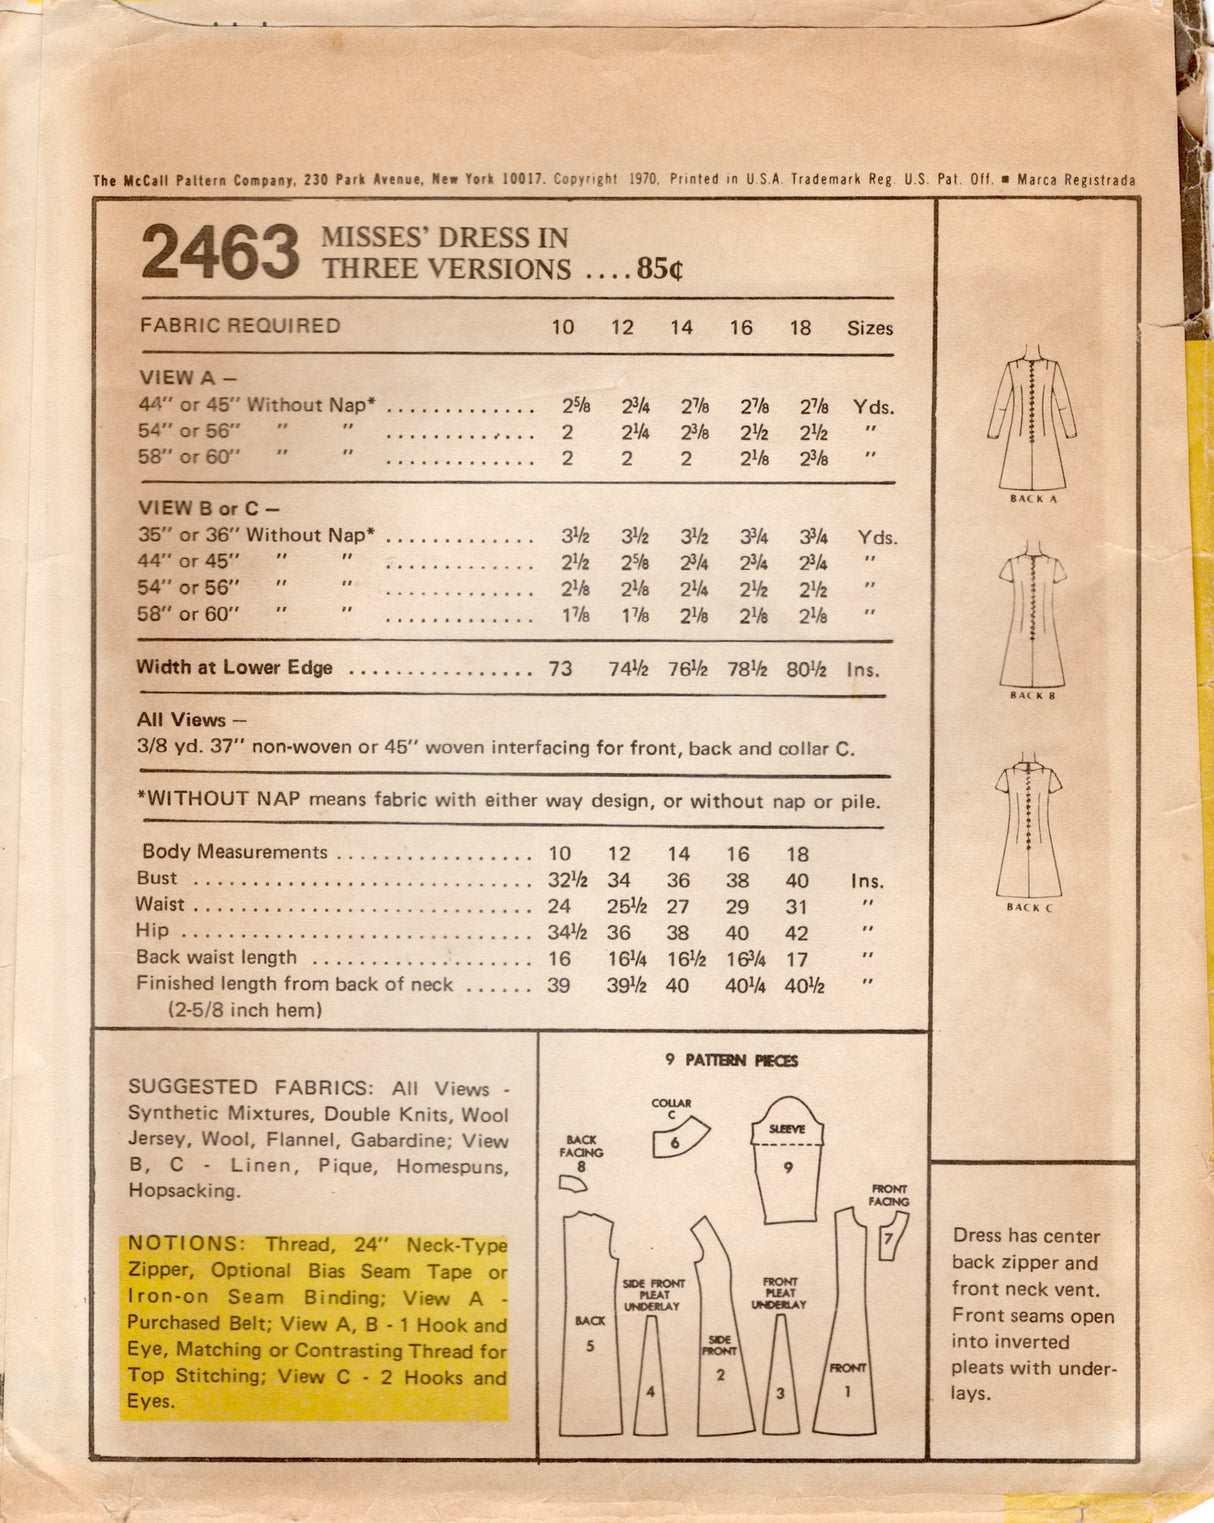 The McCall Pattern Company, 230 Park Avenue, New York 10017. Copyright 1970, Printed in U.S.A. Trademark Reg. U.S. Pat. Off. ■ Marca Registrada
2463 MISSES' DRESS IN
THREE VERSIONS ....85¢
FABRIC REQUIRED 10 12 14 16 18 Sizes
VIEW A —
44" or 45" Without Nap* ............. 2⅝ 2¾ 2⅞ 2⅞ 2⅞ Yds.
54" or 56" " " ............. 2 2¼ 2⅜ 2½ 2½ "
58" or 60" " " ............. 2 2 2 2⅛ 2⅜ "
VIEW B or C —
35" or 36" Without Nap* ............. 3½ 3½ 3½ 3¾ 3¾ Yds.
44" or 45" " " ............. 2½ 2⅝ 2¾ 2¾ 2¾ "
54" or 56" " " ............. 2⅛ 2⅛ 2¼ 2½ 2½ "
58" or 60" " " ............. 1⅞ 1⅞ 2⅛ 2⅛ 2⅛ "
Width at Lower Edge ................ 73 74½ 76½ 78½ 80½ Ins.
All Views —
3/8 yd. 37" non-woven or 45" woven interfacing for front, back and collar C.
*WITHOUT NAP means fabric with either way design, or without nap or pile.
Body Measurements ................. 10 12 14 16 18
Bust ............................. 32½ 34 36 38 40 Ins.
Waist ............................. 24 25½ 27 29 31 "
Hip .............................. 34½ 36 38 40 42 "
Back waist length ................... 16 16¼ 16½ 16¾ 17 "
Finished length from back of neck ...... 39 39½ 40 40¼ 40½ "
(2-5/8 inch hem)
BACK A
BACK B
BACK C
SUGGESTED FABRICS: All Views -
Synthetic Mixtures, Double Knits, Wool
Jersey, Wool, Flannel, Gabardine; View
B, C - Linen, Pique, Homespuns,
Hopsacking.
NOTIONS: Thread, 24" Neck-Type
Zipper, Optional Bias Seam Tape or
Iron-on Seam Binding; View A -
Purchased Belt; View A, B - 1 Hook and
Eye, Matching or Contrasting Thread for
Top Stitching; View C - 2 Hooks and
Eyes.
9 PATTERN PIECES
COLLAR
C
6
SLEEVE
9
BACK
FACING
8
FRONT
FACING
7
BACK
5
SIDE FRONT
PLEAT
UNDERLAY
4
SIDE
FRONT
2
FRONT
PLEAT
UNDERLAY
3
FRONT
1
Dress has center
back zipper and
front neck vent.
Front seams open
into inverted
pleats with under-
lays.